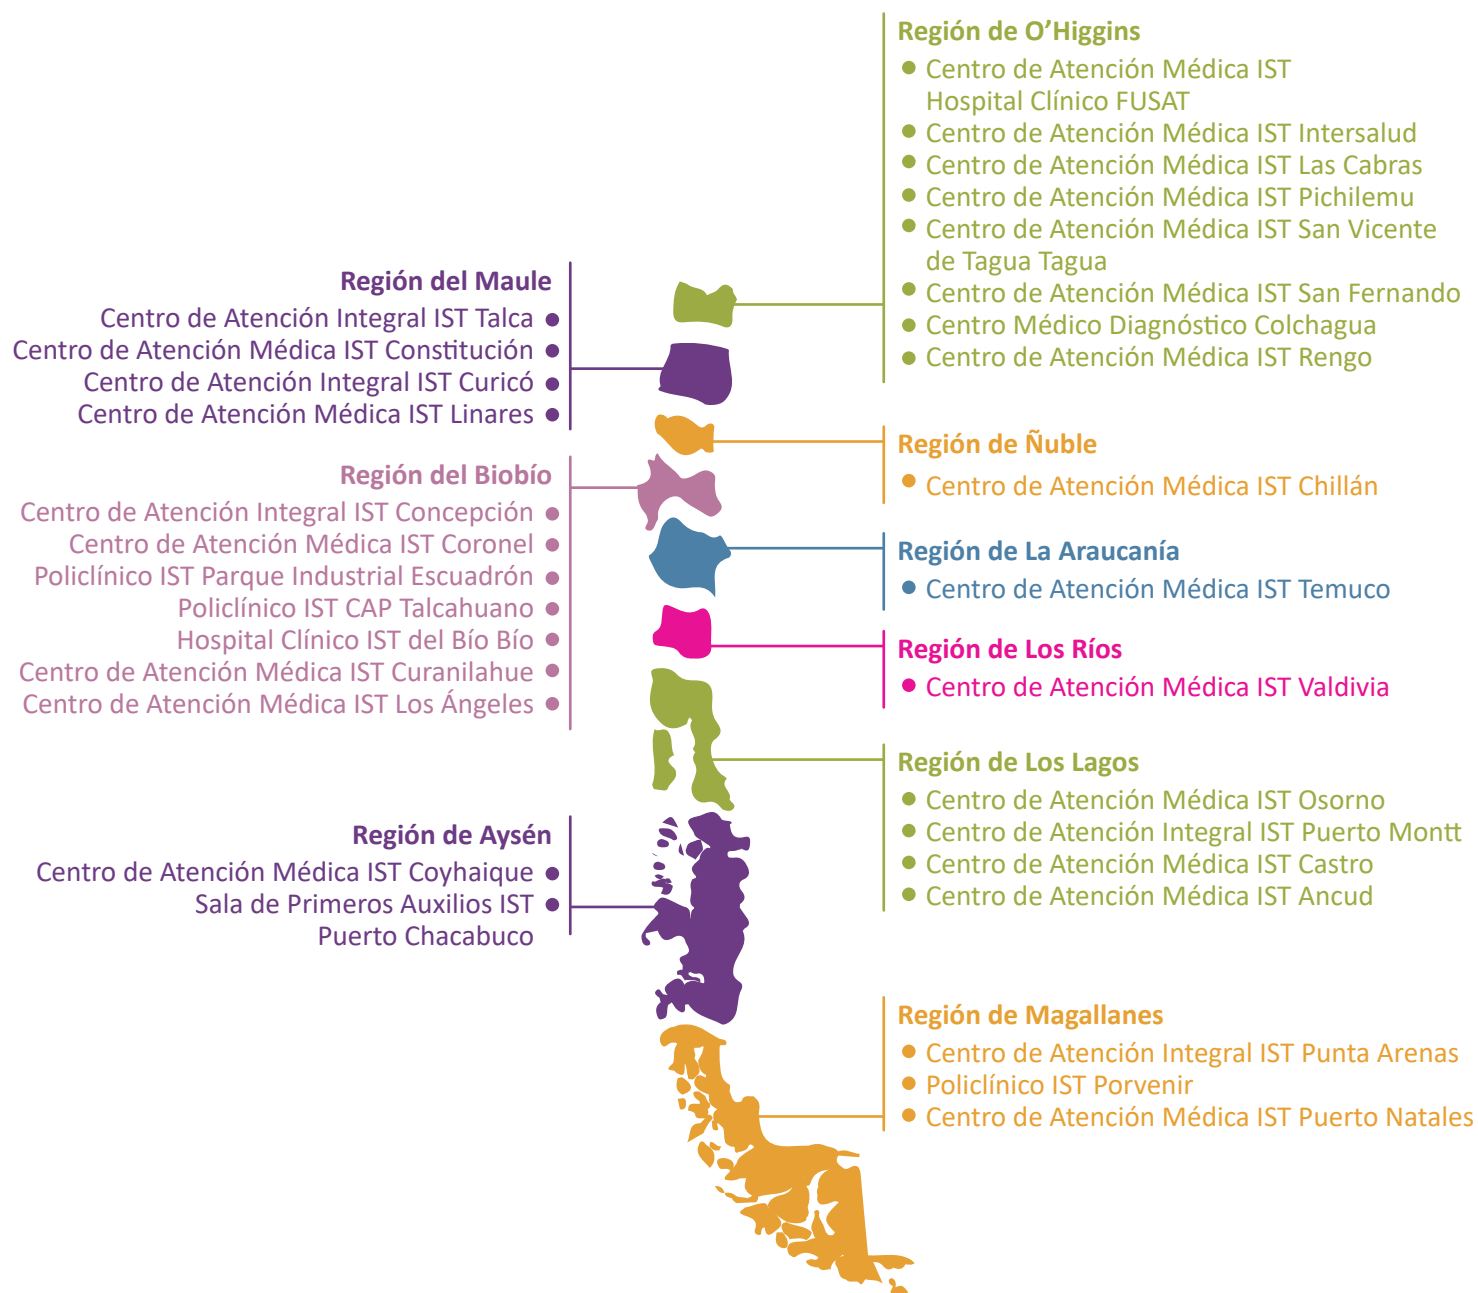 Región de O’Higgins
Centro de Atención Médica IST
Hospital Clínico FUSAT
Centro de Atención Médica IST Intersalud
Centro de Atención Médica IST Las Cabras
Centro de Atención Médica IST Pichilemu
Centro de Atención Médica IST San Vicente
de Tagua Tagua
Centro de Atención Médica IST San Fernando
Centro Médico Diagnóstico Colchagua
Centro de Atención Médica IST Rengo
Región del Maule
Centro de Atención Integral IST Talca
Centro de Atención Médica IST Constitución
Centro de Atención Integral IST Curicó
Centro de Atención Médica IST Linares
Región de Ñuble
Centro de Atención Médica IST Chillán
Región del Biobío
Centro de Atención Integral IST Concepción
Centro de Atención Médica IST Coronel
Policlínico IST Parque Industrial Escuadrón
Policlínico IST CAP Talcahuano
Hospital Clínico IST del Bío Bío
Centro de Atención Médica IST Curanilahue
Centro de Atención Médica IST Los Ángeles
Región de La Araucanía
Centro de Atención Médica IST Temuco
Región de Los Ríos
Centro de Atención Médica IST Valdivia
Región de Los Lagos
Centro de Atención Médica IST Osorno
Centro de Atención Integral IST Puerto Montt
Centro de Atención Médica IST Castro
Centro de Atención Médica IST Ancud
Región de Aysén
Centro de Atención Médica IST Coyhaique
Sala de Primeros Auxilios IST
Puerto Chacabuco
Región de Magallanes
Centro de Atención Integral IST Punta Arenas
Policlínico IST Porvenir
Centro de Atención Médica IST Puerto Natales